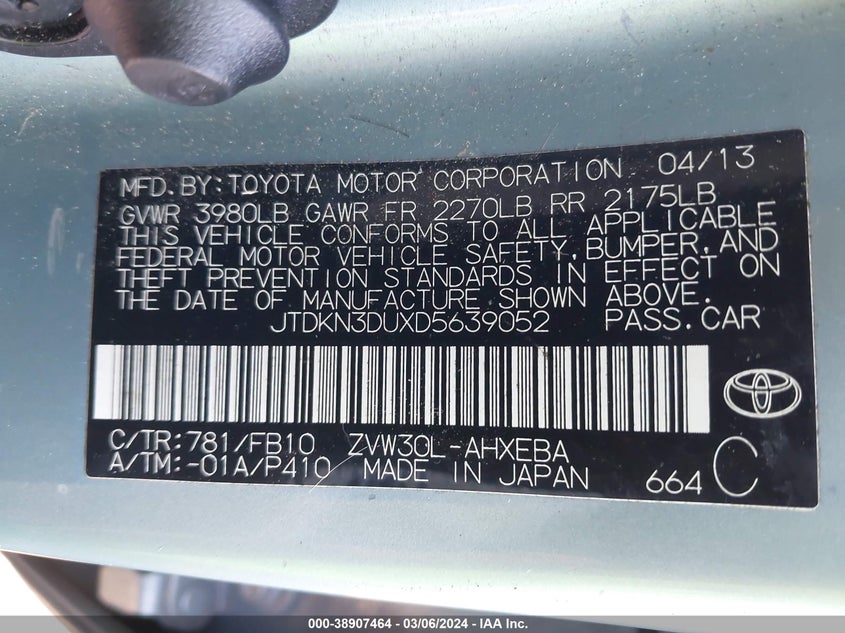 MFD. BY: TOYOTA MOTOR CORPORATION 04/13
GVWR 3980LB GAWR FR 2270LB RR 2175LB
THIS VEHICLE CONFORMS TO ALL APPLICABLE
FEDERAL MOTOR VEHICLE SAFETY, BUMPER, AND
THEFT PREVENTION STANDARDS IN EFFECT ON
THE DATE OF MANUFACTURE SHOWN ABOVE.
JTDKN3DUXD5639052 PASS. CAR
C/TR: 781/FB10 ZVW30L-AHXEBA
A/TM: -01A/P410 MADE IN JAPAN 664 C
000-38907464 - 03/06/2024 - IAA Inc.